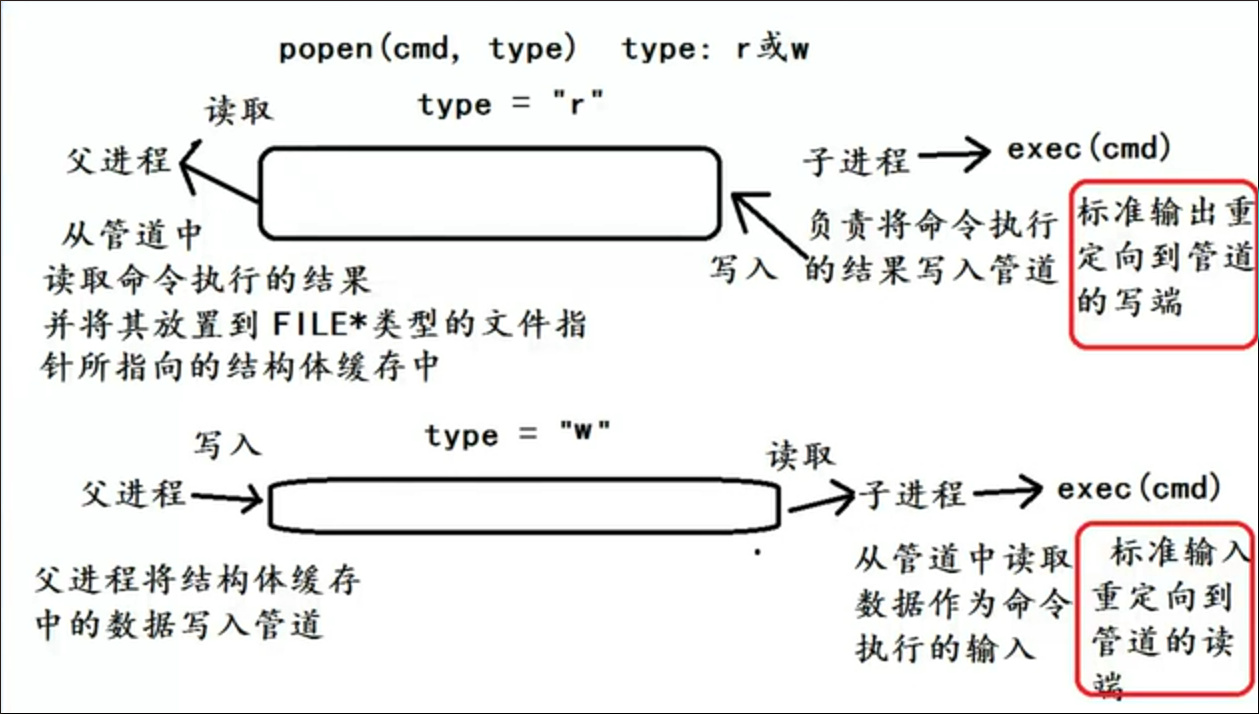 popen(cmd, type)  type: r或w
type = "r"
读取
父进程
子进程
exec(cmd)
从管道中
读取命令执行的结果
并将其放置到 FILE*类型的文件指
针所指向的结构体缓存中
写入
负责将命令执行
的结果写入管道
标准输出重
定向到管道
的写端
type = "w"
写入
父进程
读取
子进程
exec(cmd)
父进程将结构体缓存
中的数据写入管道
从管道中读取
数据作为命令
执行的输入
标准输入
重定向到
管道的读
端